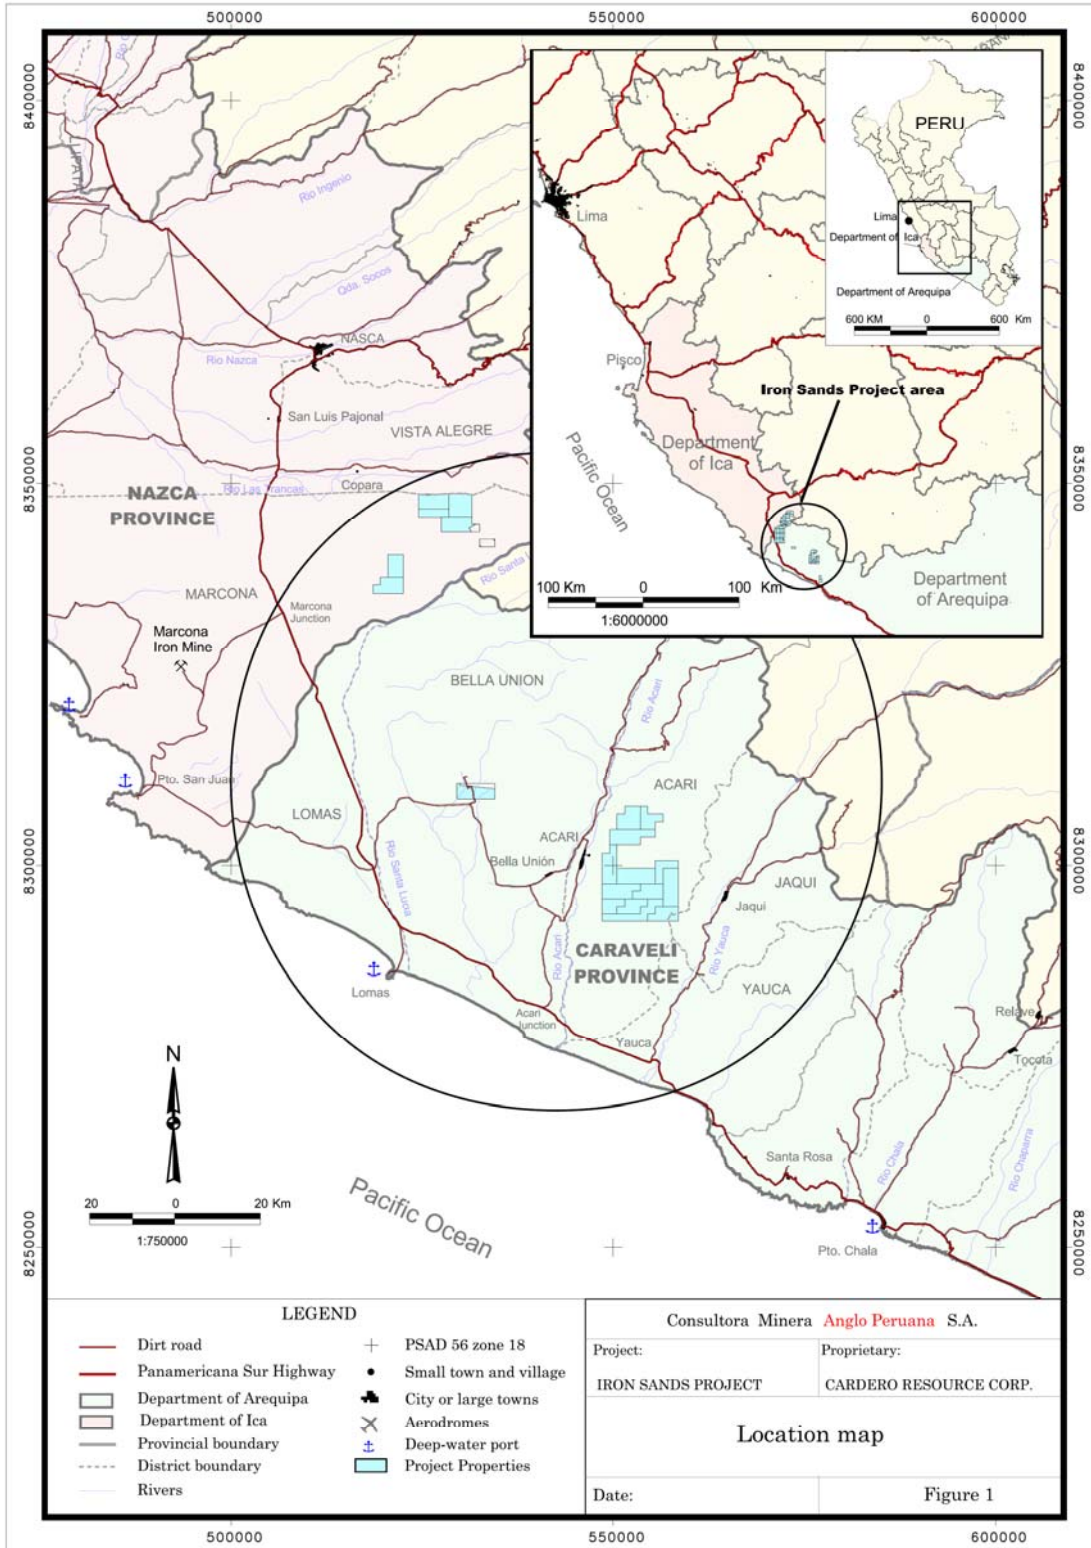 500000
550000
600000
8400000
8400000
Rio Ingenio
Qda. Socos
NASCA
Rio Nazca
San Luis Pajonal
VISTA ALEGRE
8350000
8350000
Rio Las Trancas
Copara
NAZCA
PROVINCE
MARCONA
Marcona
Junction
Marcona
Iron Mine
BELLA UNION
Rio Acari
Pto. San Juan
LOMAS
ACARI
ACARI
Bella Unión
Rio Santa Lucia
8300000
8300000
JAQUI
Jaqui
Rio Acari
CARAVELI
PROVINCE
Rio Yauca
YAUCA
Lomas
Acari
Junction
Yauca
Relave
Tocota
Santa Rosa
Rio Chala
Rio Chaparra
Pto. Chala
Pacific Ocean
8250000
8250000
N
20 0 20 Km
1:750000
Lima
Pisco
Iron Sands Project area
Department
of Ica
Pacific Ocean
Department
of Arequipa
100 Km 0 100 Km
1:6000000
PERU
Lima
Department of Ica
Department of Arequipa
600 KM 0 600 Km
LEGEND
Dirt road
Panamericana Sur Highway
Department of Arequipa
Department of Ica
Provincial boundary
District boundary
Rivers
PSAD 56 zone 18
Small town and village
City or large towns
Aerodromes
Deep-water port
Project Properties
Consultora Minera Anglo Peruana S.A.
Project:
IRON SANDS PROJECT
Proprietary:
CARDERO RESOURCE CORP.
Location map
Date:
Figure 1
500000
550000
600000